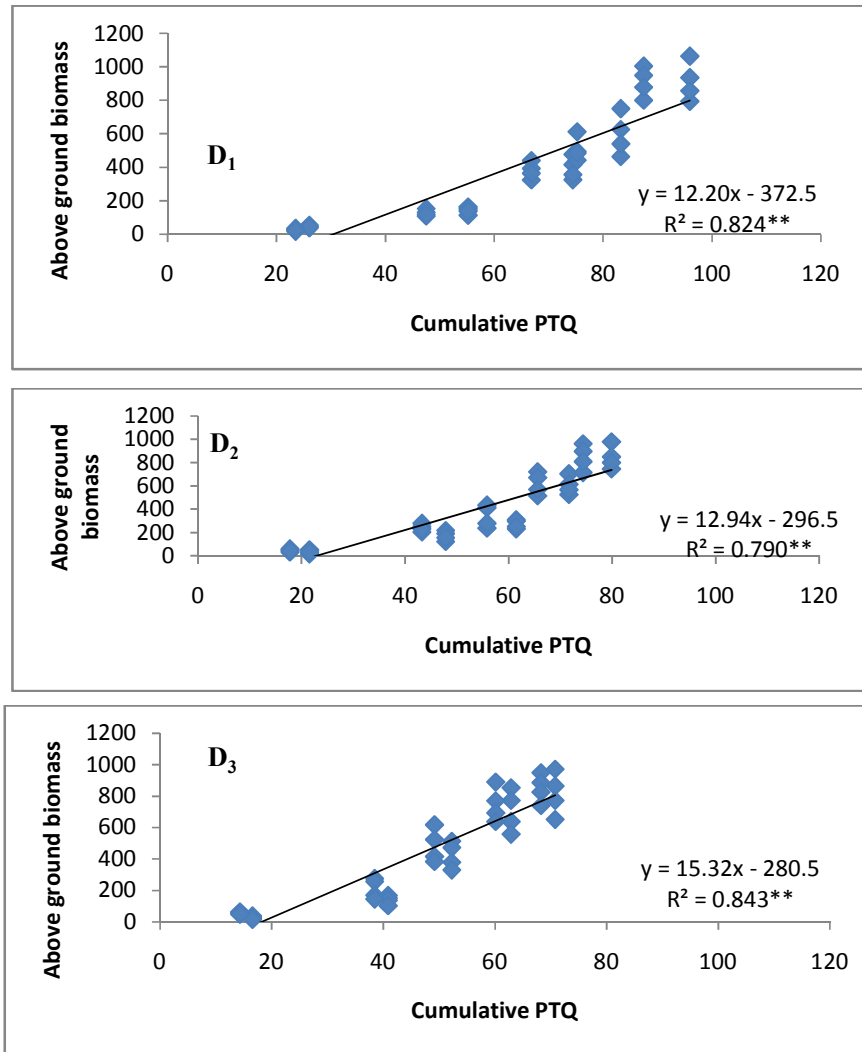 1200
1000
800
600
400
200
0
Above ground biomass
D1
y = 12.20x - 372.5
R² = 0.824**
0 20 40 60 80 100 120
Cumulative PTQ
1200
1000
800
600
400
200
0
Above ground
biomass
D2
y = 12.94x - 296.5
R² = 0.790**
0 20 40 60 80 100 120
Cumulative PTQ
1200
1000
800
600
400
200
0
Above ground biomass
D3
y = 15.32x - 280.5
R² = 0.843**
0 20 40 60 80 100 120
Cumulative PTQ